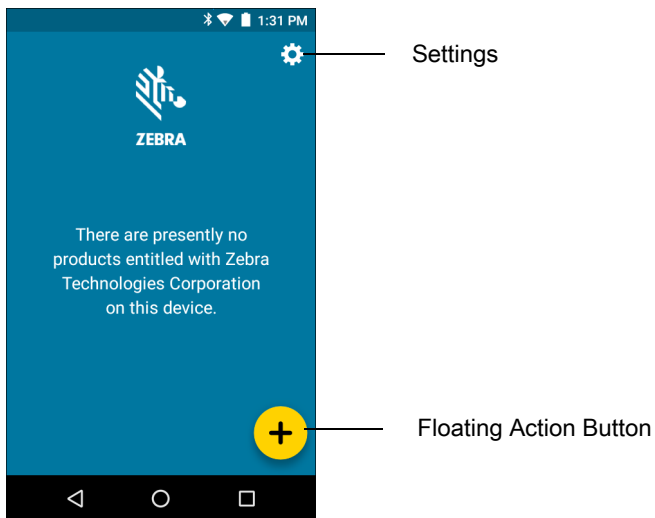 1:31 PM
Settings
ZEBRA
There are presently no
products entitled with Zebra
Technologies Corporation
on this device.
Floating Action Button